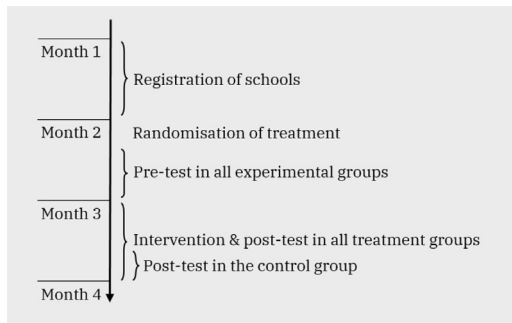 Month 1
Registration of schools
Month 2
Randomisation of treatment
Pre-test in all experimental groups
Month 3
Intervention & post-test in all treatment groups
Post-test in the control group
Month 4